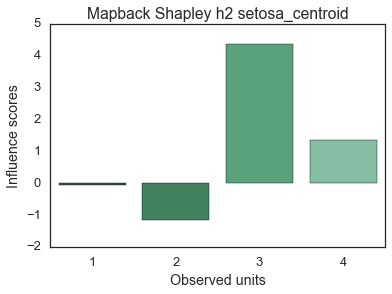 Mapback Shapley h2 setosa_centroid
5
4
3
2
1
0
−1
−2
Influence scores
1 2 3 4
Observed units